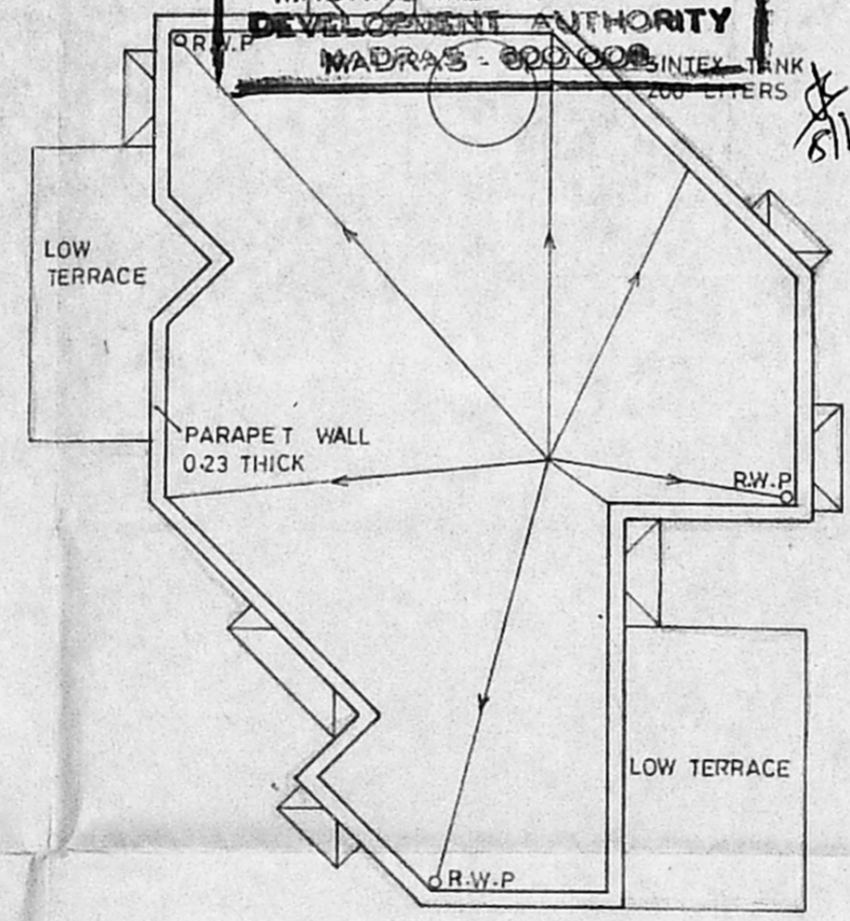 DEVELOPMENT AUTHORITY
MADRAS - 600 008
R.W.P
SINTEX TANK
200 LITERS
LOW
TERRACE
PARAPET WALL
0.23 THICK
R.W.P
LOW TERRACE
R.W.P